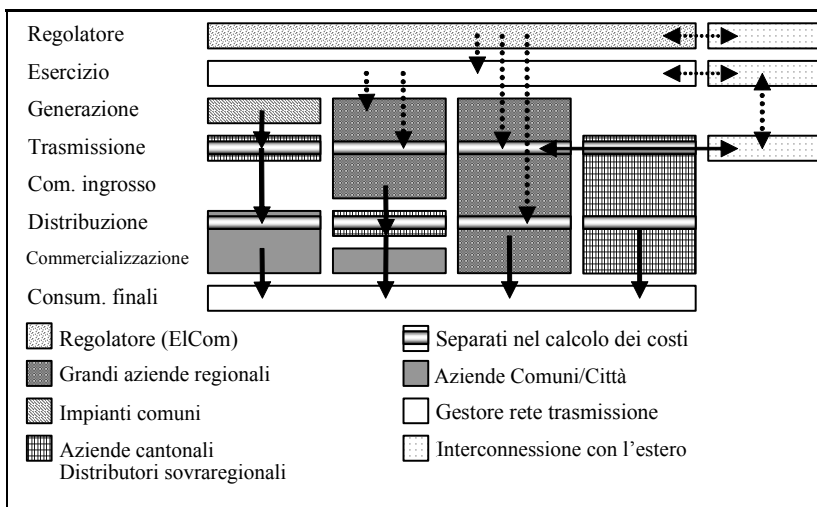 Regolatore
Esercizio
Generazione
Trasmissione
Com. ingrosso
Distribuzione
Commercializzazione
Consum. finali
Regolatore (ElCom)
Grandi aziende regionali
Impianti comuni
Aziende cantonali
Distributori sovraregionali
Separati nel calcolo dei costi
Aziende Comuni/Città
Gestore rete trasmissione
Interconnessione con l'estero